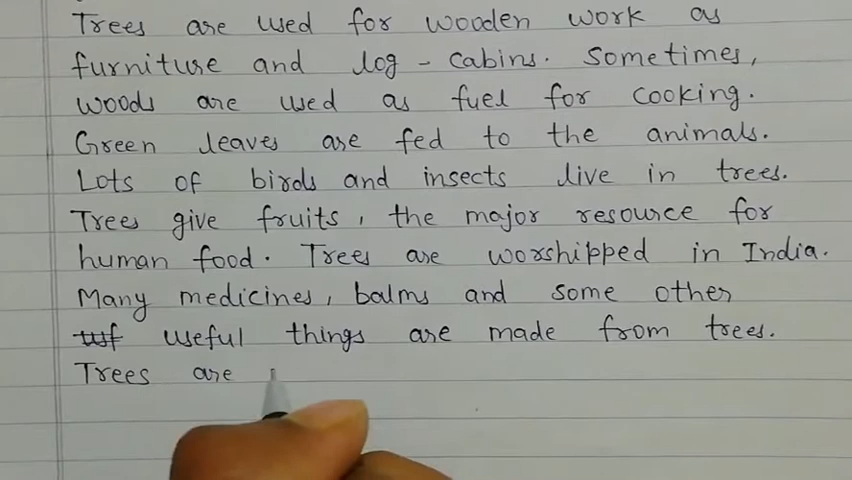 Trees are used for wooden work as
furniture and log-cabins. Sometimes,
woods are used as fuel for cooking.
Green leaves are fed to the animals.
Lots of birds and insects live in trees.
Trees give fruits, the major resource for
human food. Trees are worshipped in India.
Many medicines, balms and some other
useful things are made from trees.
Trees are